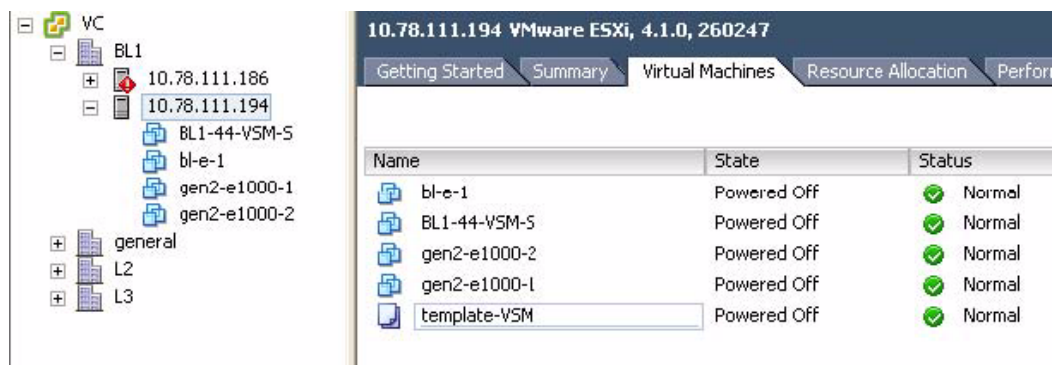 VC
BL1
10.78.111.186
10.78.111.194
BL1-44-VSM-S
bl-e-1
gen2-e1000-1
gen2-e1000-2
general
L2
L3
10.78.111.194 VMware ESXi, 4.1.0, 260247
Getting Started Summary Virtual Machines Resource Allocation Perfor
Name State Status
bl-e-1 Powered Off Normal
BL1-44-VSM-S Powered Off Normal
gen2-e1000-2 Powered Off Normal
gen2-e1000-1 Powered Off Normal
template-VSM Powered Off Normal